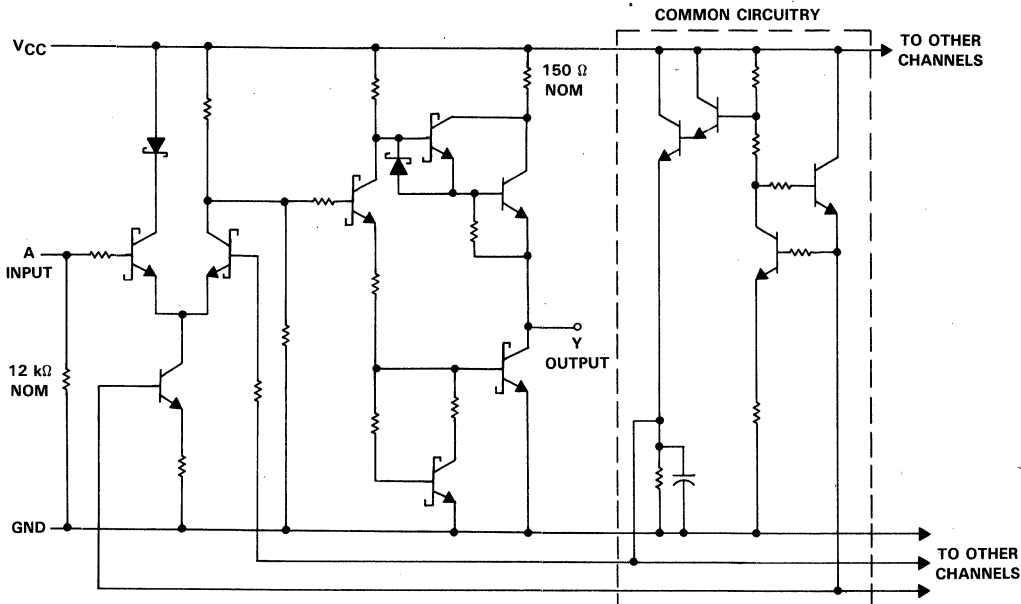 COMMON CIRCUITRY
VCC
TO OTHER
CHANNELS
150 Ω
NOM
A
INPUT
Y
OUTPUT
12 kΩ
NOM
GND
TO OTHER
CHANNELS